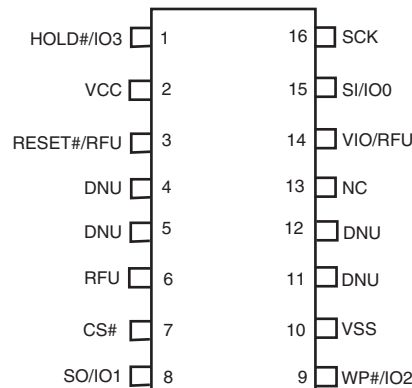 HOLD#/IO3 1 16 SCK
VCC 2 15 SI/IO0
RESET#/RFU 3 14 VIO/RFU
DNU 4 13 NC
DNU 5 12 DNU
RFU 6 11 DNU
CS# 7 10 VSS
SO/IO1 8 9 WP#/IO2